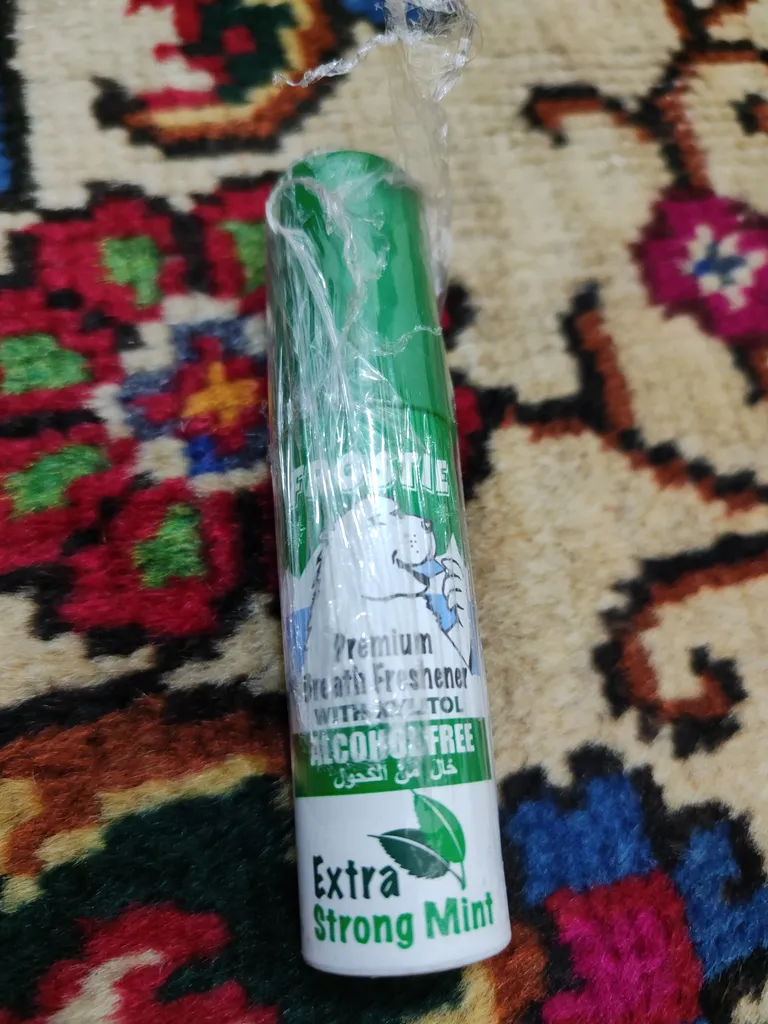 Premium
Breath Freshener
WITH XYLITOL
ALCOHOL FREE
خال من الكحول
Extra
Strong Mint